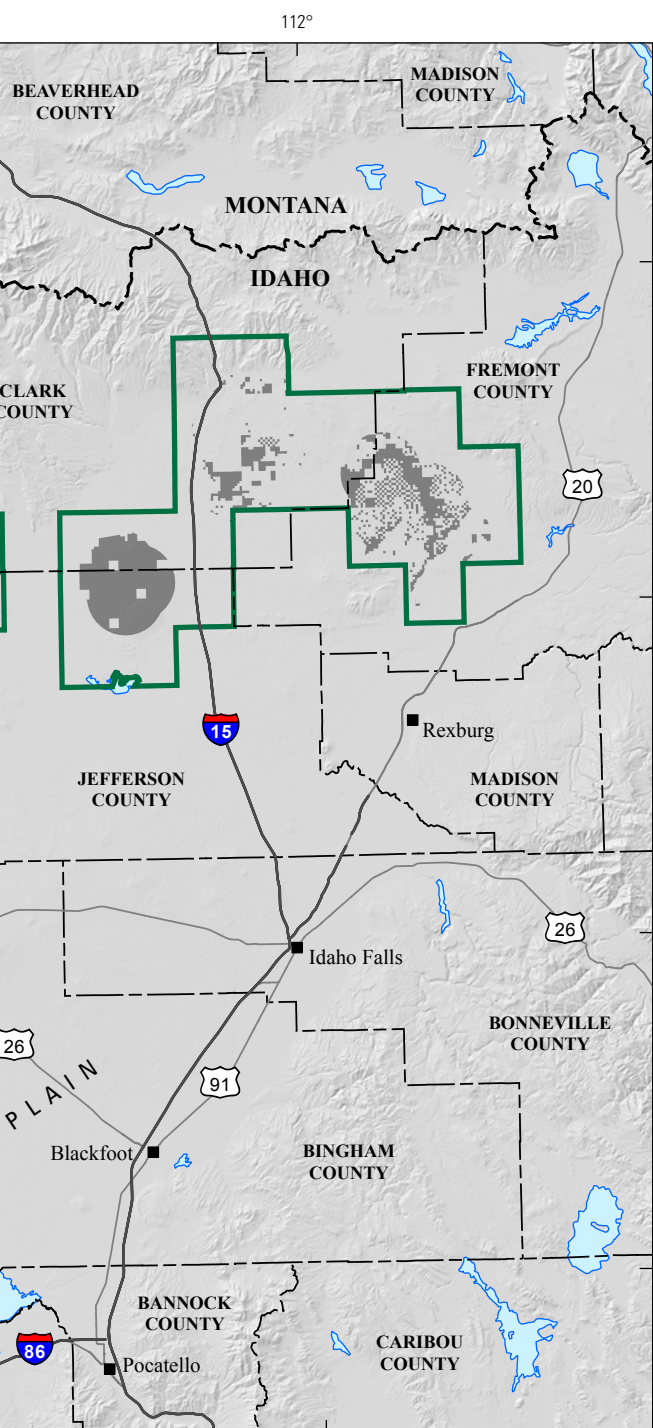 112°
BEAVERHEAD
COUNTY
MADISON
COUNTY
MONTANA
IDAHO
CLARK
COUNTY
FREMONT
COUNTY
20
15
Rexburg
JEFFERSON
COUNTY
MADISON
COUNTY
26
Idaho Falls
BONNEVILLE
COUNTY
26
91
PLAIN
Blackfoot
BINGHAM
COUNTY
BANNOCK
COUNTY
CARIBOU
COUNTY
86
Pocatello